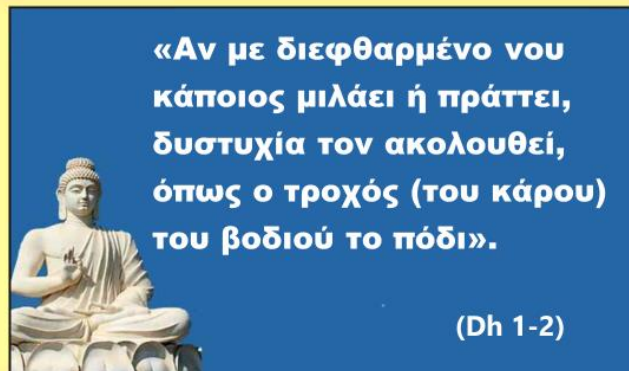 «Αν με διεφθαρμένο νου
κάποιος μιλάει ή πράττει,
δυστυχία τον ακολουθεί,
όπως ο τροχός (του κάρου)
του βοδιού το πόδι».
(Dh 1-2)